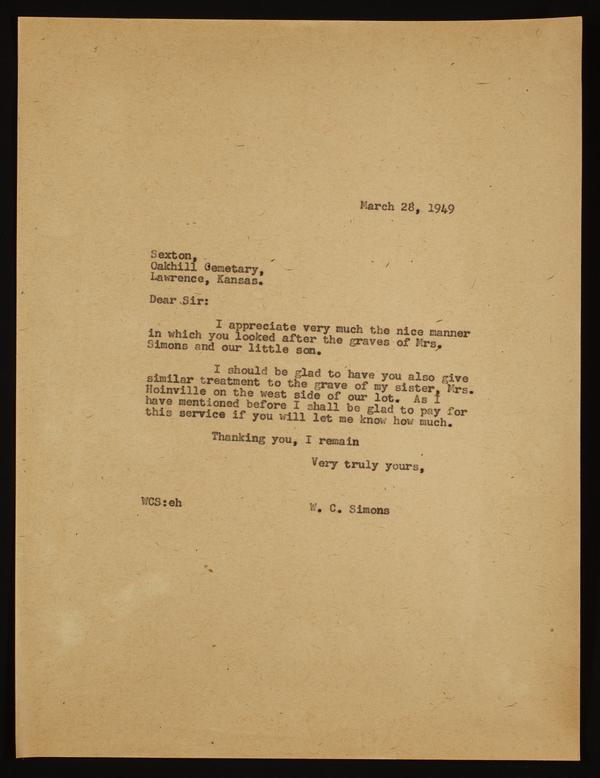 March 28, 1949
Sexton,
Oakhill Cemetary,
Lawrence, Kansas.
Dear Sir:
I appreciate very much the nice manner
in which you looked after the graves of Mrs.
Simons and our little son.
I should be glad to have you also give
similar treatment to the grave of my sister, Mrs.
Hoinville on the west side of our lot. As I
have mentioned before I shall be glad to pay for
this service if you will let me know how much.
Thanking you, I remain
Very truly yours,
WCS:eh
W. C. Simons